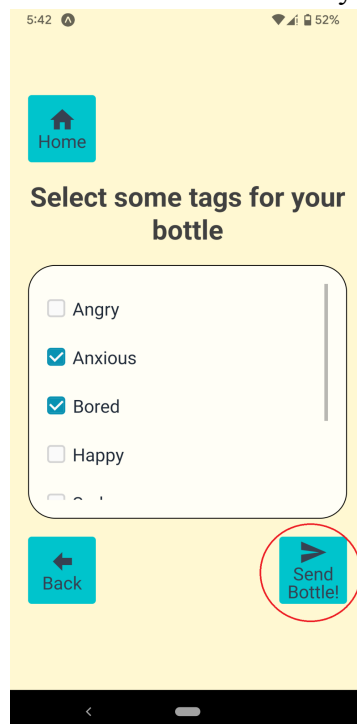 5:42 52%
Home
Select some tags for your
bottle
Angry
Anxious
Bored
Happy
Back
Send
Bottle!